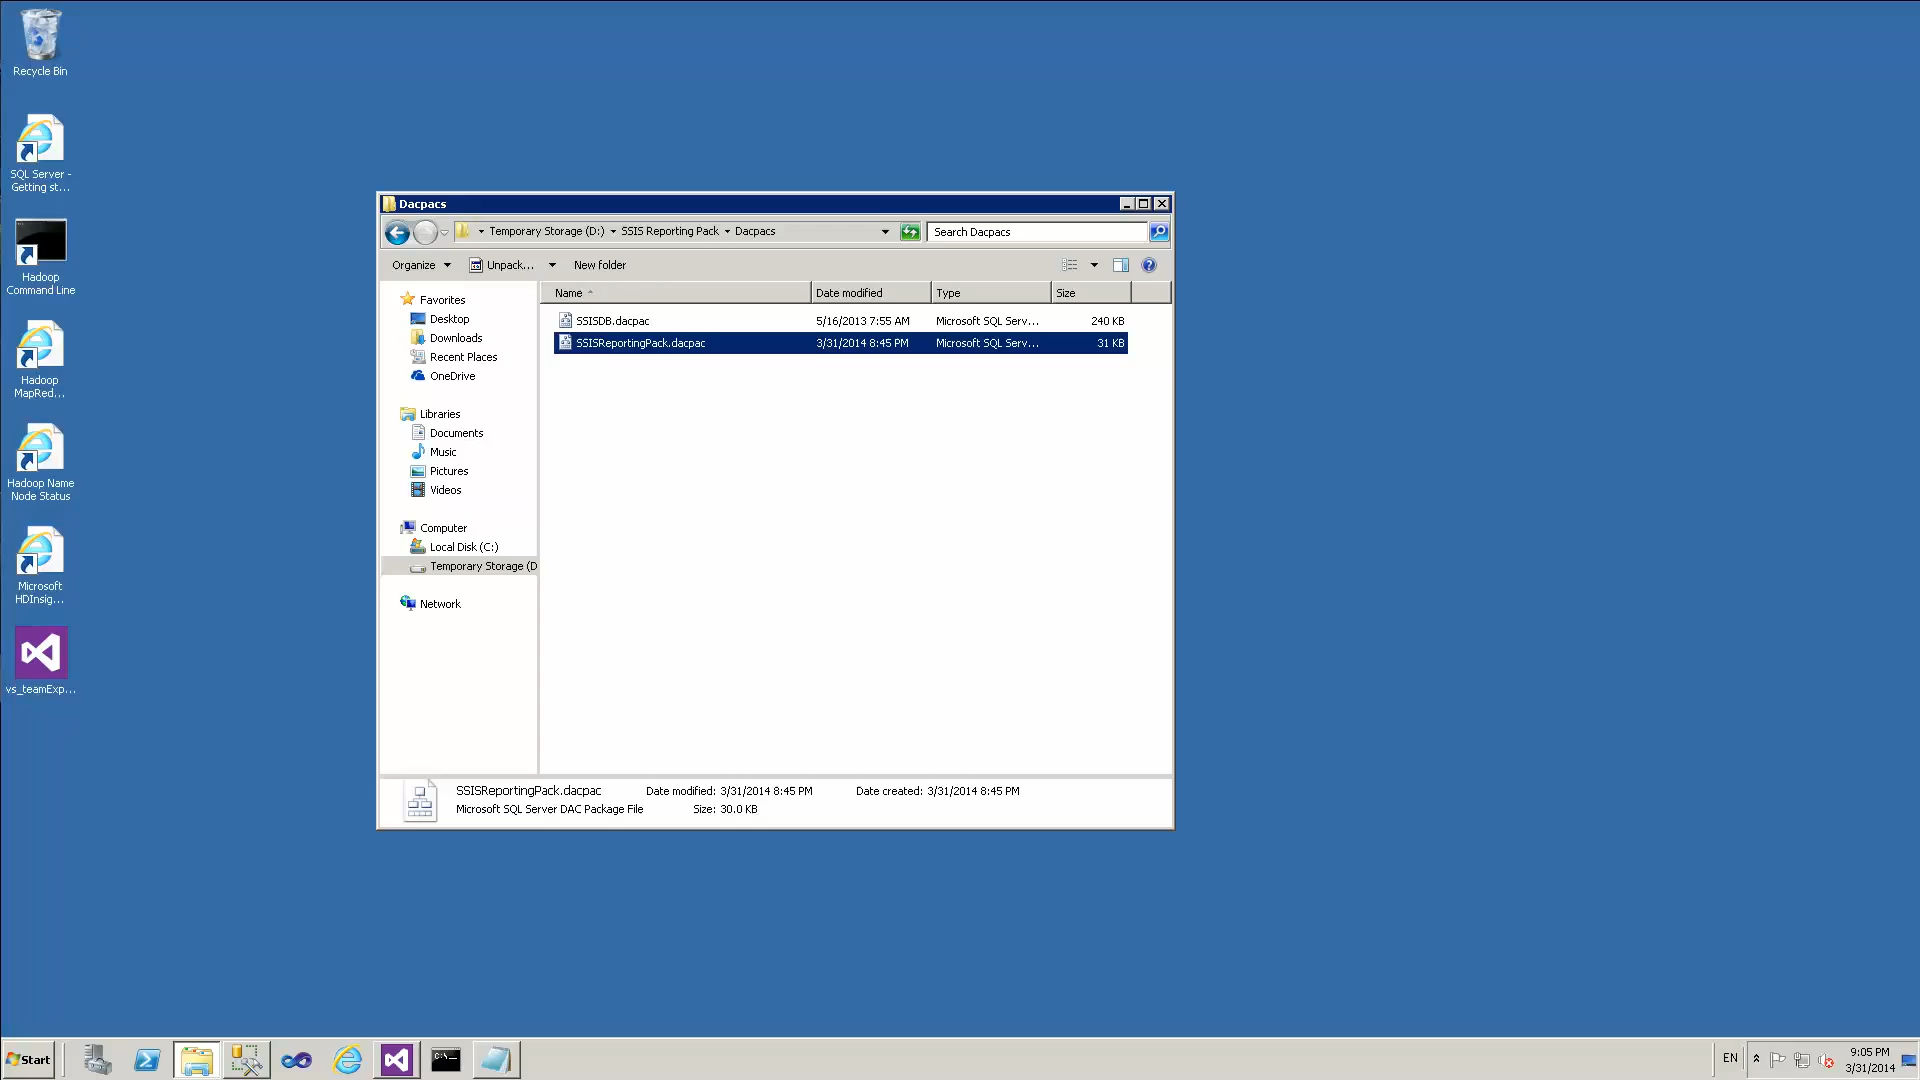 Recycle Bin
SQL Server -
Getting st...
Hadoop
Command Line
Hadoop
MapRed...
Hadoop Name
Node Status
Microsoft
HDInsig...
vs_teamExp...
Dacpacs
Temporary Storage (D:) SSIS Reporting Pack Dacpacs
Search Dacpacs
Organize Unpack... New folder
Favorites
Desktop
Downloads
Recent Places
OneDrive
Libraries
Documents
Music
Pictures
Videos
Computer
Local Disk (C:)
Temporary Storage (D
Network
Name Date modified Type Size
SSISDB.dacpac 5/16/2013 7:55 AM Microsoft SQL Serv... 240 KB
SSISReportingPack.dacpac 3/31/2014 8:45 PM Microsoft SQL Serv... 31 KB
SSISReportingPack.dacpac Date modified: 3/31/2014 8:45 PM Date created: 3/31/2014 8:45 PM
Microsoft SQL Server DAC Package File Size: 30.0 KB
Start
C:\
EN
9:05 PM
3/31/2014